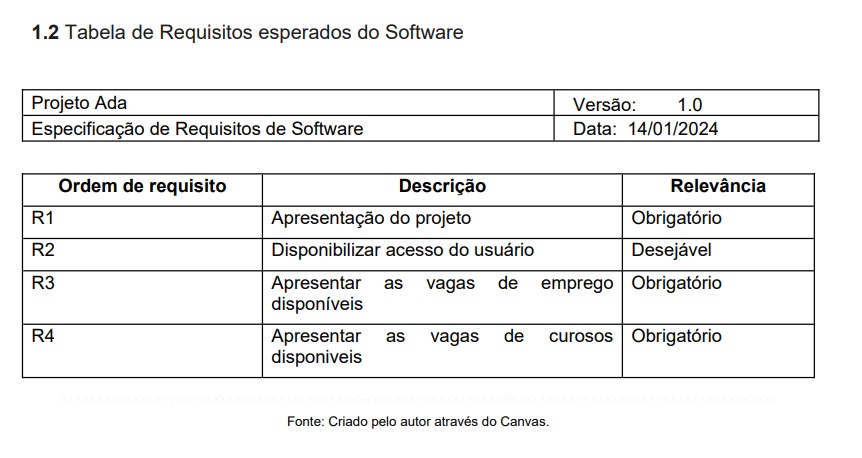 1.2 Tabela de Requisitos esperados do Software
Projeto Ada Versão: 1.0
Especificação de Requisitos de Software Data: 14/01/2024
Ordem de requisito Descrição Relevância
R1 Apresentação do projeto Obrigatório
R2 Disponibilizar acesso do usuário Desejável
R3 Apresentar as vagas de emprego Obrigatório
disponíveis
R4 Apresentar as vagas de curosos Obrigatório
disponiveis
Fonte: Criado pelo autor através do Canvas.